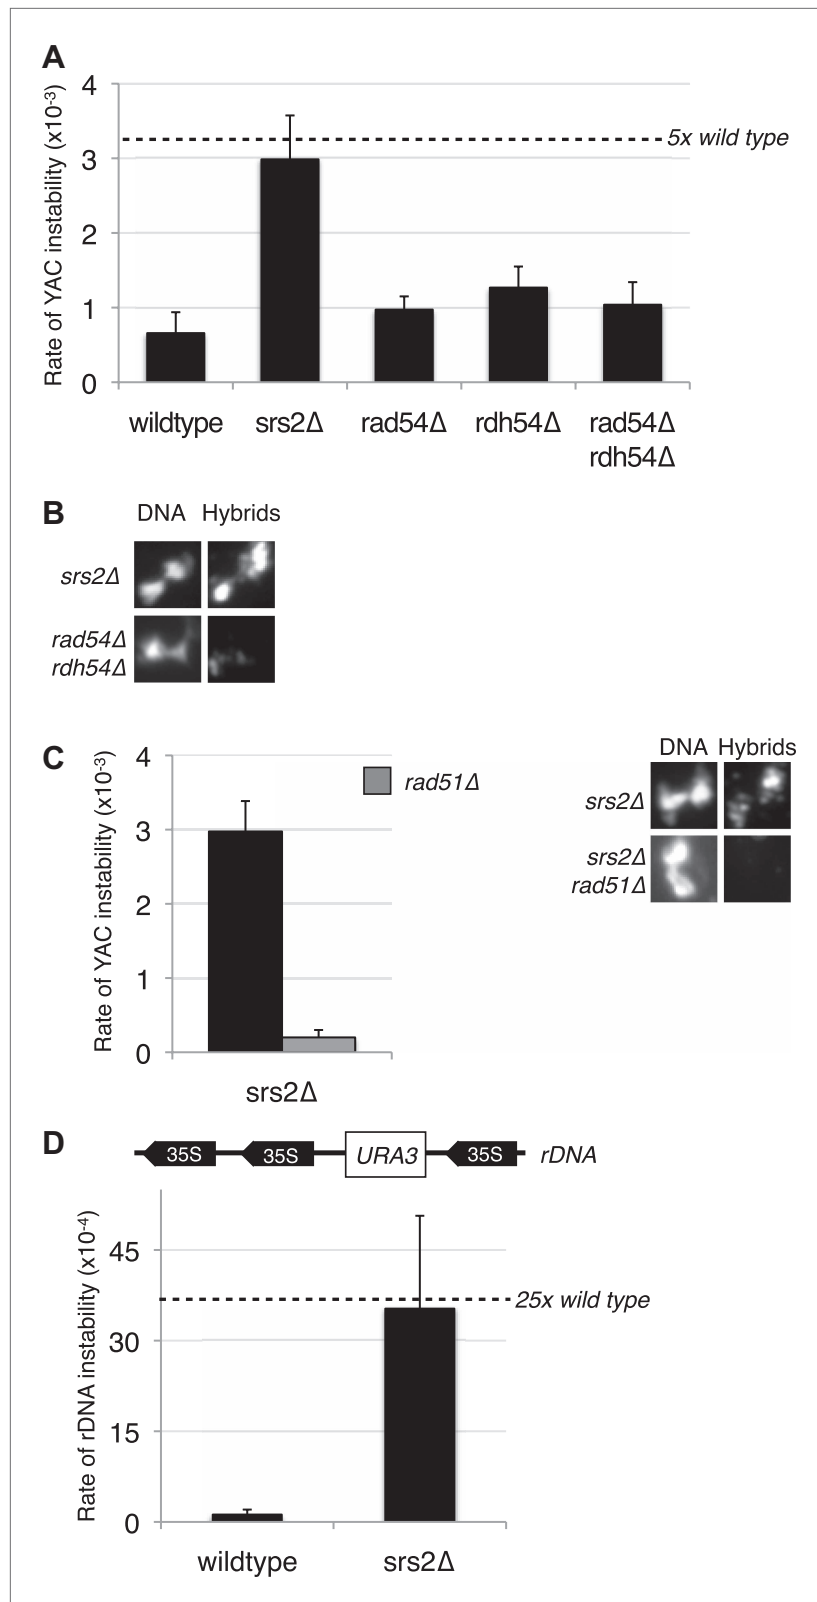 A
Rate of YAC instability (x10-3)
4
3
2
1
0
5x wild type
wildtype srs2Δ rad54Δ rdh54Δ rad54Δ
rdh54Δ
B
DNA Hybrids
srs2Δ
rad54Δ
rdh54Δ
C
Rate of YAC instability (x10-3)
4
3
2
1
0
rad51Δ
srs2Δ
DNA Hybrids
srs2Δ
srs2Δ
rad51Δ
D
35S 35S URA3 35S rDNA
Rate of rDNA instability (x10-4)
45
30
15
0
25x wild type
wildtype srs2Δ